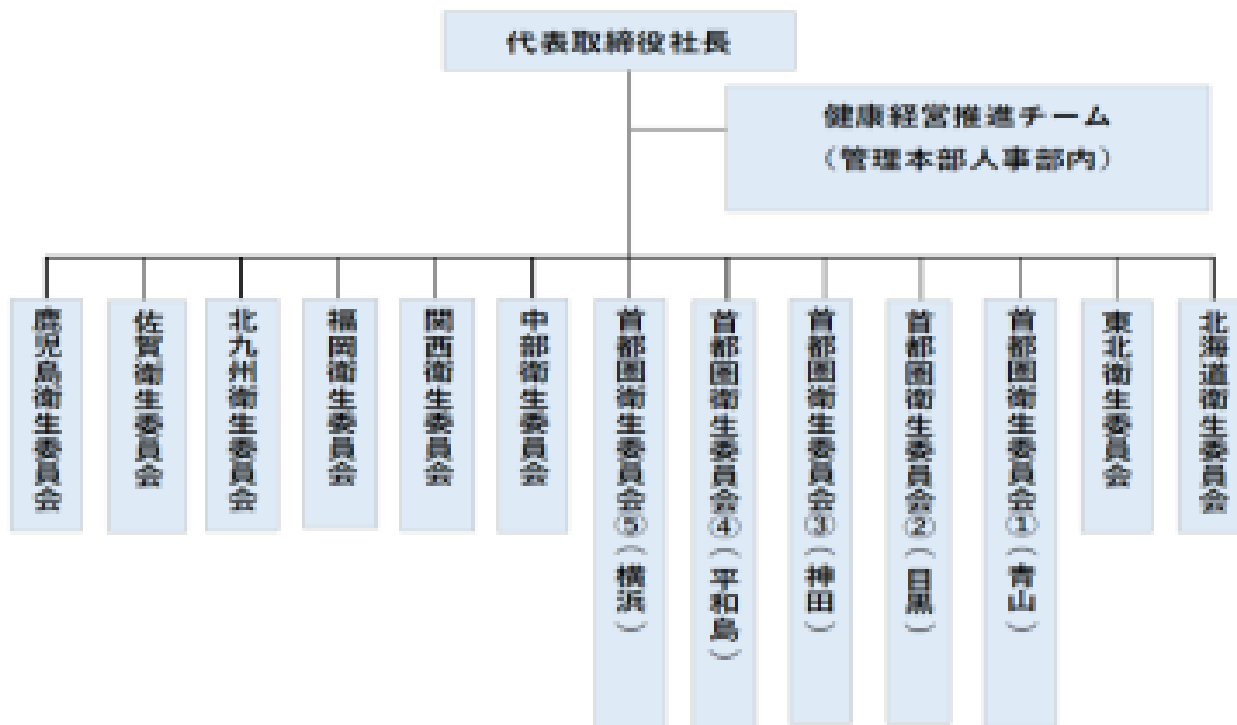 代表取締役社長
健康経営推進チーム
（管理本部人事部内）
鹿児島衛生委員会
佐賀衛生委員会
北九州衛生委員会
福岡衛生委員会
関西衛生委員会
中部衛生委員会
首都圏衛生委員会⑤（横浜）
首都圏衛生委員会④（平和島）
首都圏衛生委員会③（神田）
首都圏衛生委員会②（目黒）
首都圏衛生委員会①（青山）
東北衛生委員会
北海道衛生委員会